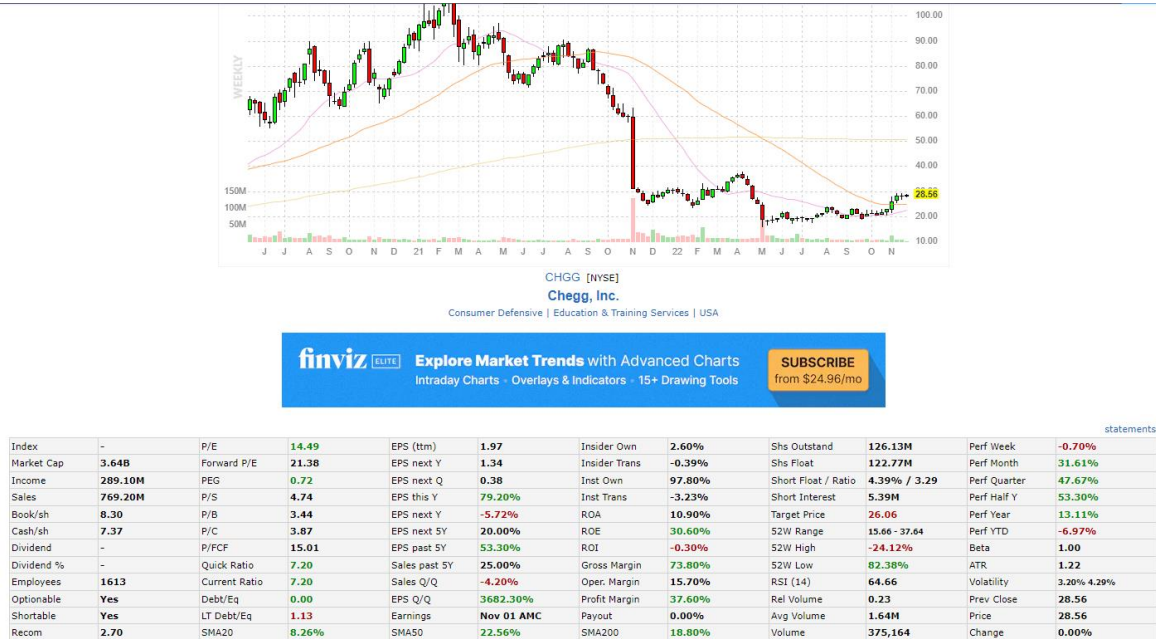 100.00
90.00
80.00
WEEKLY
70.00
60.00
50.00
40.00
150M
28.56
100M
20.00
50M
10.00
J J A S O N D 21 F M A M J J A S O N D 22 F M A M J J A S O N
CHGG [NYSE]
Chegg, Inc.
Consumer Defensive | Education & Training Services | USA
finviz ELITE Explore Market Trends with Advanced Charts SUBSCRIBE
Intraday Charts • Overlays & Indicators • 15+ Drawing Tools from $24.96/mo
statements
Index - P/E 14.49 EPS (ttm) 1.97 Insider Own 2.60% Shs Outstand 126.13M Perf Week -0.70%
Market Cap 3.64B Forward P/E 21.38 EPS next Y 1.34 Insider Trans -0.39% Shs Float 122.77M Perf Month 31.61%
Income 289.10M PEG 0.72 EPS next Q 0.38 Inst Own 97.80% Short Float / Ratio 4.39% / 3.29 Perf Quarter 47.67%
Sales 769.20M P/S 4.74 EPS this Y 79.20% Inst Trans -3.23% Short Interest 5.39M Perf Half Y 53.30%
Book/sh 8.30 P/B 3.44 EPS next Y -5.72% ROA 10.90% Target Price 26.06 Perf Year 13.11%
Cash/sh 7.37 P/C 3.87 EPS next 5Y 20.00% ROE 30.60% 52W Range 15.66 - 37.64 Perf YTD -6.97%
Dividend - P/FCF 15.01 EPS past 5Y 53.30% ROI -0.30% 52W High -24.12% Beta 1.00
Dividend % - Quick Ratio 7.20 Sales past 5Y 25.00% Gross Margin 73.80% 52W Low 82.38% ATR 1.22
Employees 1613 Current Ratio 7.20 Sales Q/Q -4.20% Oper. Margin 15.70% RSI (14) 64.66 Volatility 3.20% 4.29%
Optionable Yes Debt/Eq 0.00 EPS Q/Q 3682.30% Profit Margin 37.60% Rel Volume 0.23 Prev Close 28.56
Shortable Yes LT Debt/Eq 1.13 Earnings Nov 01 AMC Payout 0.00% Avg Volume 1.64M Price 28.56
Recom 2.70 SMA20 8.26% SMA50 22.56% SMA200 18.80% Volume 375,164 Change 0.00%